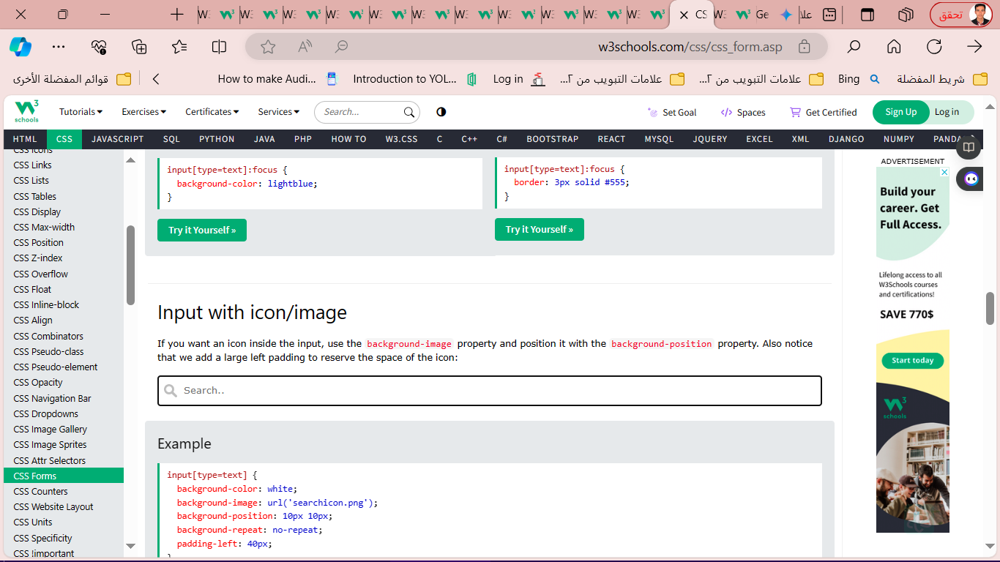 W3
W3
W3
W3
W3
W3
W3
W3
W3
W3
W3
CS
W3
Ge
علا
تحقق
w3schools.com/css/css_form.asp
شريط المفضلة
Bing
علامات التبويب من ٢...
علامات التبويب من ٢...
Log in
Introduction to YOL...
How to make Audi...
قوائم المفضلة الأخرى
W3 schools
Tutorials
Exercises
Certificates
Services
Search...
Set Goal
Spaces
Get Certified
Sign Up
Log in
HTML CSS JAVASCRIPT SQL PYTHON JAVA PHP HOW TO W3.CSS C C++ C# BOOTSTRAP REACT MYSQL JQUERY EXCEL XML DJANGO NUMPY PANDA
CSS Icons
CSS Links
CSS Lists
CSS Tables
CSS Display
CSS Max-width
CSS Position
CSS Z-index
CSS Overflow
CSS Float
CSS Inline-block
CSS Align
CSS Combinators
CSS Pseudo-class
CSS Pseudo-element
CSS Opacity
CSS Navigation Bar
CSS Dropdowns
CSS Image Gallery
CSS Image Sprites
CSS Attr Selectors
CSS Forms
CSS Counters
CSS Website Layout
CSS Units
CSS Specificity
CSS !important
input[type=text]:focus {
background-color: lightblue;
}
Try it Yourself »
input[type=text]:focus {
border: 3px solid #555;
}
Try it Yourself »
Input with icon/image
If you want an icon inside the input, use the background-image property and position it with the background-position property. Also notice
that we add a large left padding to reserve the space of the icon:
Search..
Example
input[type=text] {
background-color: white;
background-image: url('searchicon.png');
background-position: 10px 10px;
background-repeat: no-repeat;
padding-left: 40px;
}
ADVERTISEMENT
Build your
career. Get
Full Access.
Lifelong access to all
W3Schools courses
and certifications!
SAVE 770$
Start today
W3 schools